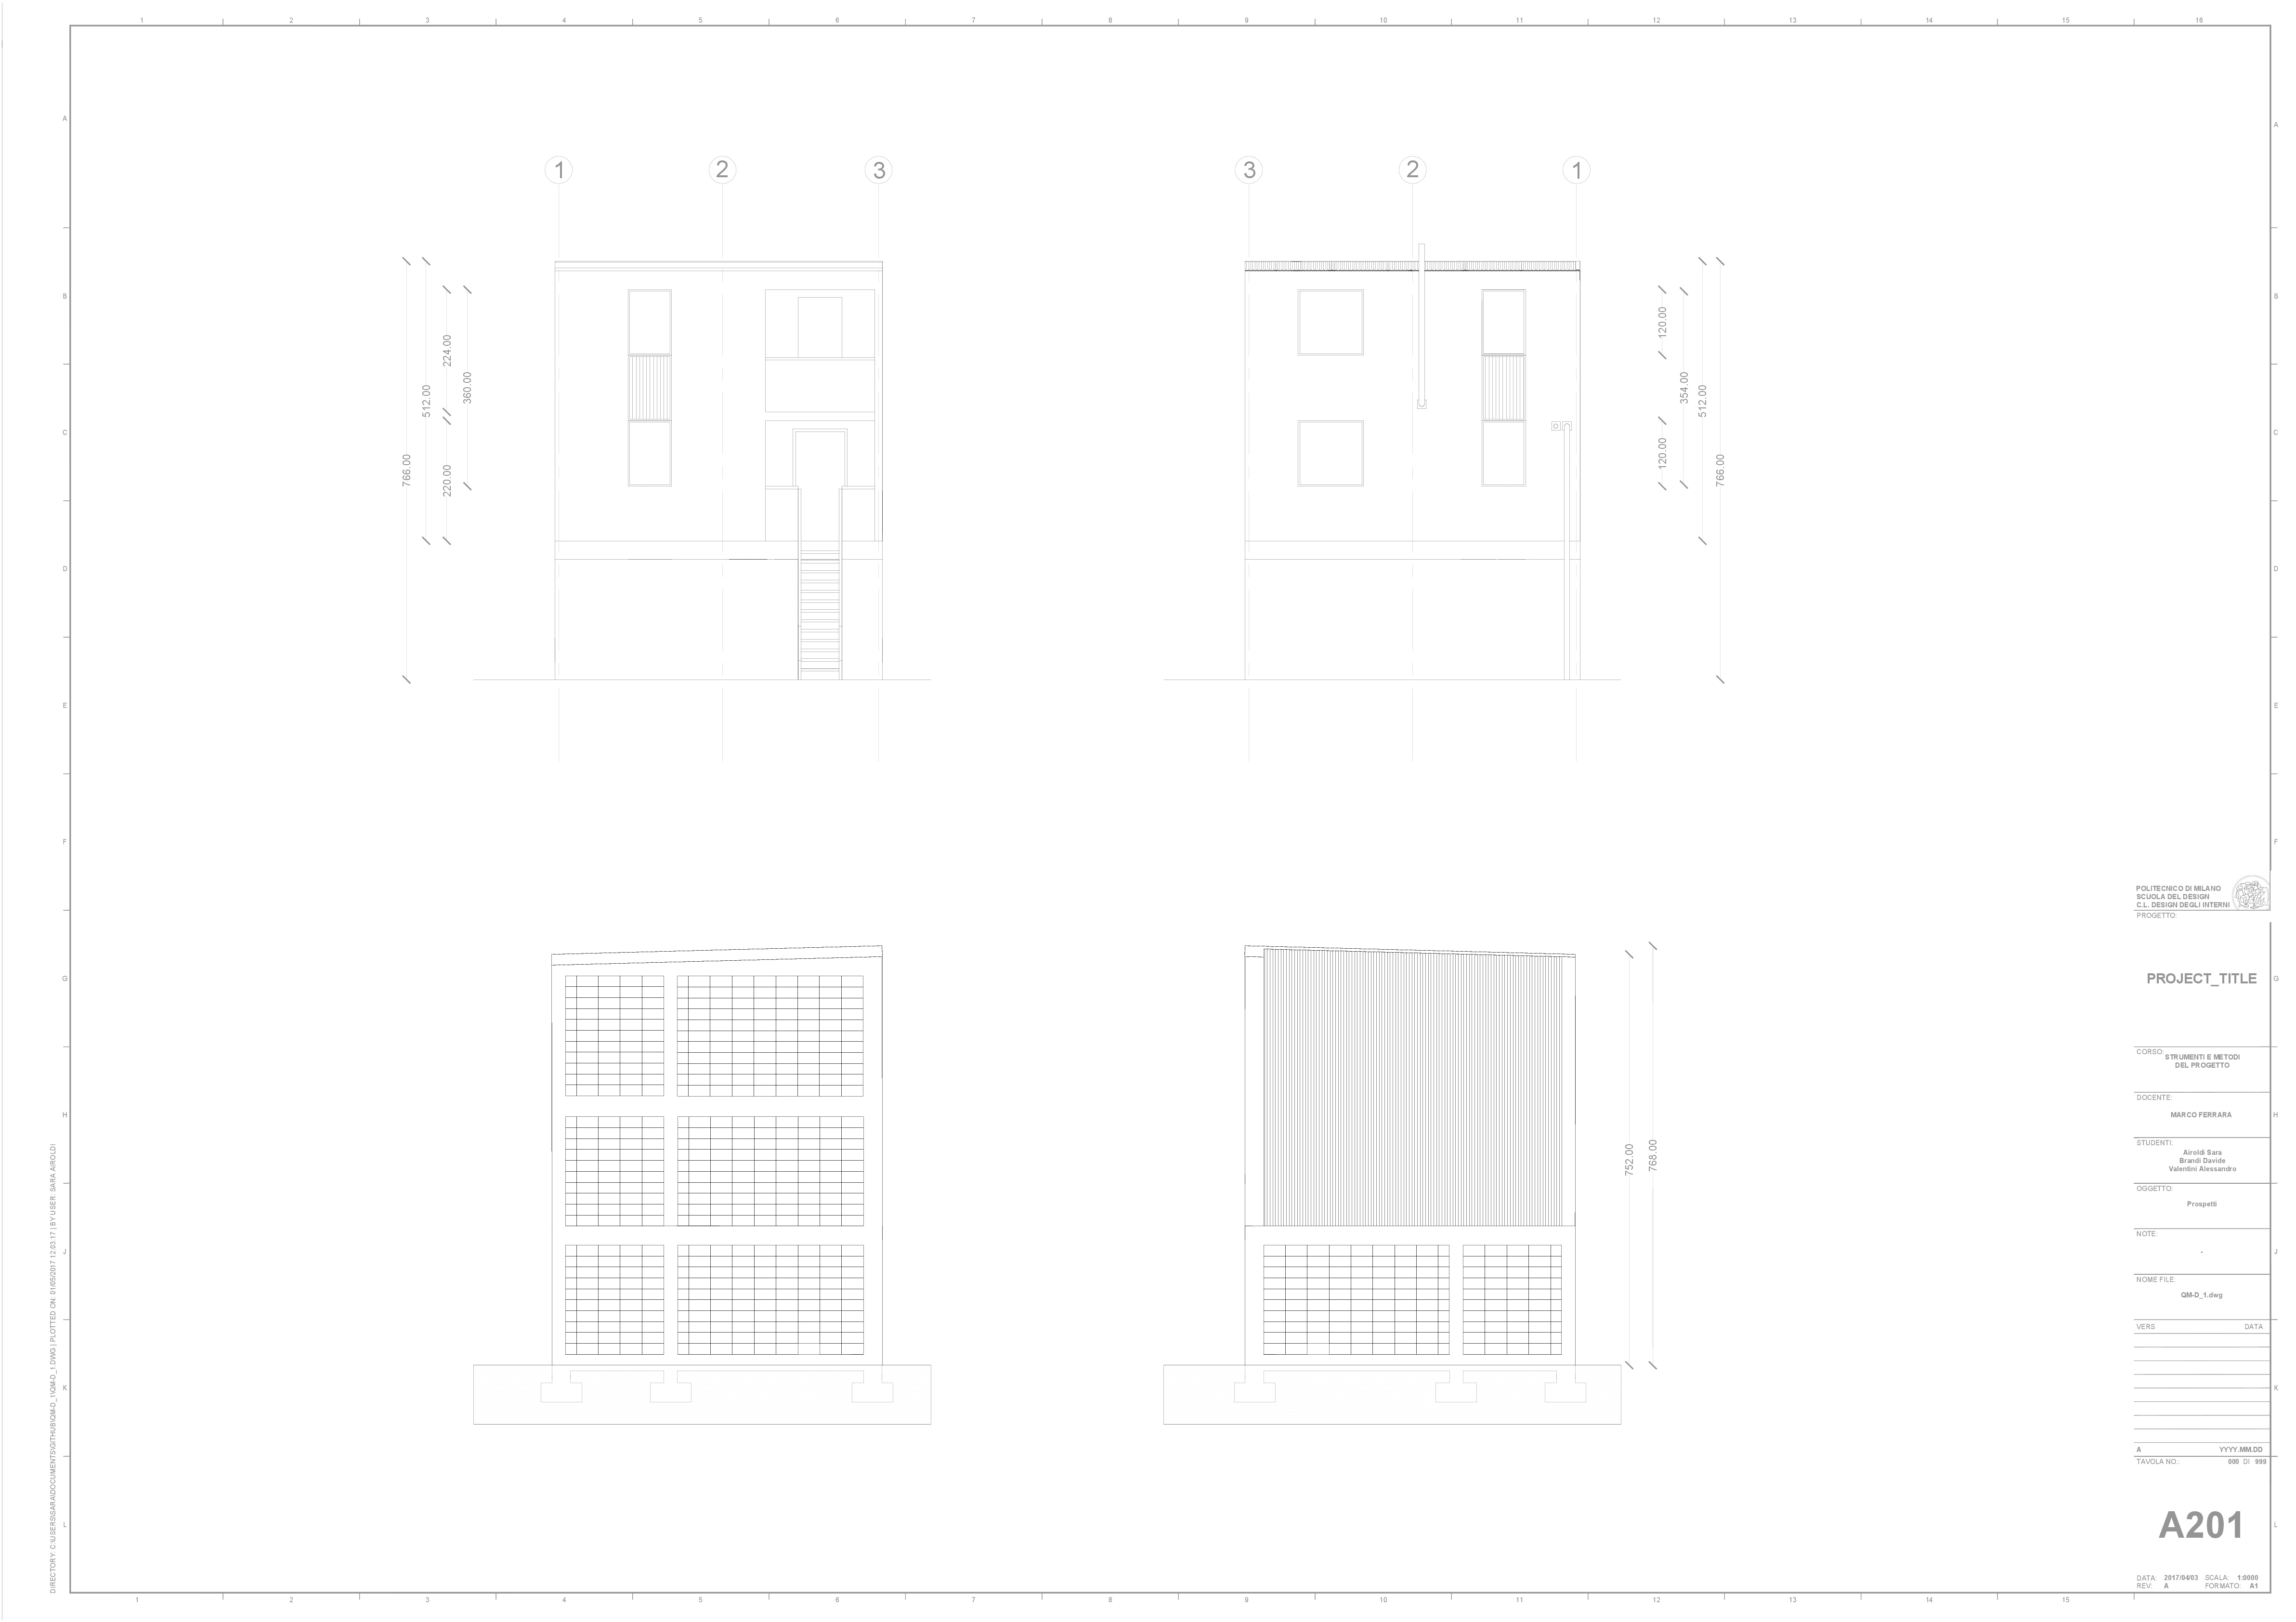 1 2 3 4 5 6 7 8 9 10 11 12 13 14 15 16
A
A
1 2 3
3 2 1
B
B
224.00
512.00
360.00
766.00
220.00
120.00
354.00
512.00
120.00
766.00
C
C
D
D
E
E
F
F
POLITECNICO DI MILANO
SCUOLA DEL DESIGN
C.L. DESIGN DEGLI INTERNI
PROGETTO:
PROJECT_TITLE
G
G
CORSO:
STRUMENTI E METODI
DEL PROGETTO
DOCENTE:
MARCO FERRARA
H
H
STUDENTI:
Airoldi Sara
Brandi Davide
Valentini Alessandro
752.00
768.00
OGGETTO:
Prospetti
NOTE:
-
J
J
NOME FILE:
QM-D_1.dwg
VERS DATA
K
K
A YYYY.MM.DD
TAVOLA NO.: 000 DI 999
A201
L
L
DATA: 2017/04/03 SCALA: 1:0000
REV: A FORMATO: A1
DIRECTORY: C:\USERS\SARA\DOCUMENTS\GITHUB\QM-D_1\QM-D_1.DWG | PLOTTED ON: 01/05/2017 12:03:17 | BY USER: SARA AIROLDI
1 2 3 4 5 6 7 8 9 10 11 12 13 14 15